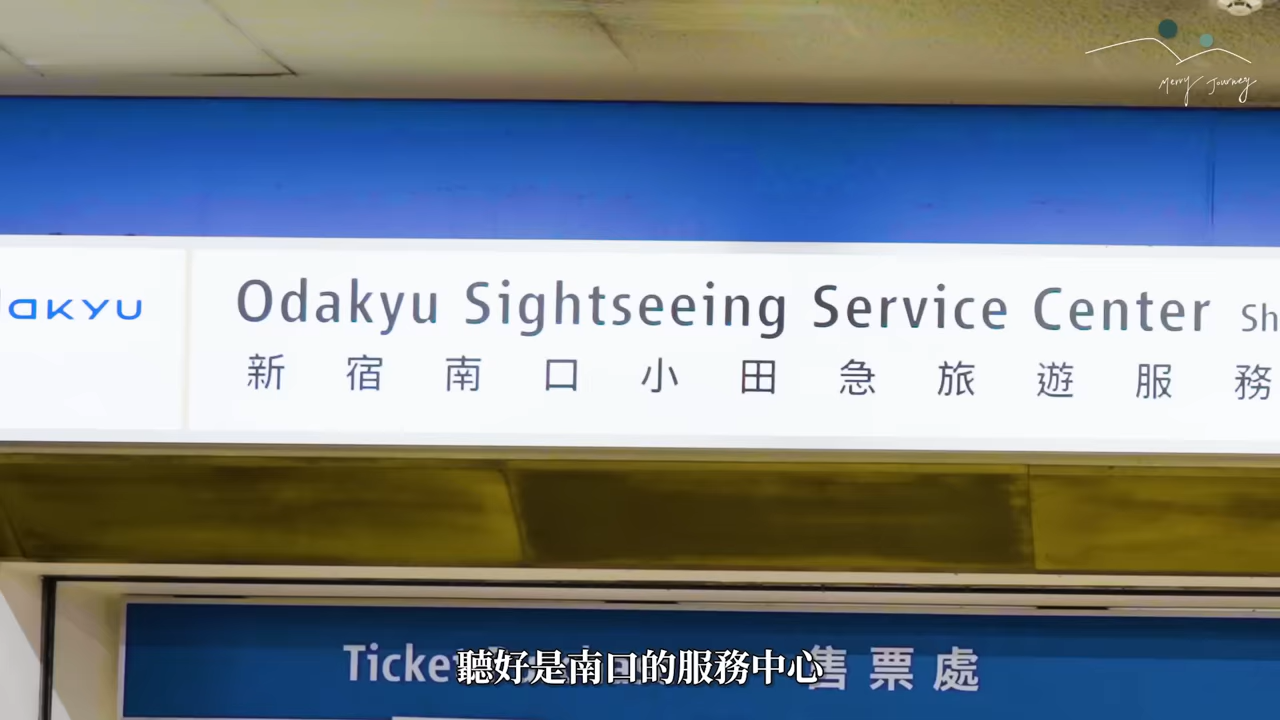 Merry Journey
dakyu
Odakyu Sightseeing Service Center Sh
新宿南口小田急旅遊服務
Ticke
售票處
聽好是南口的服務中心